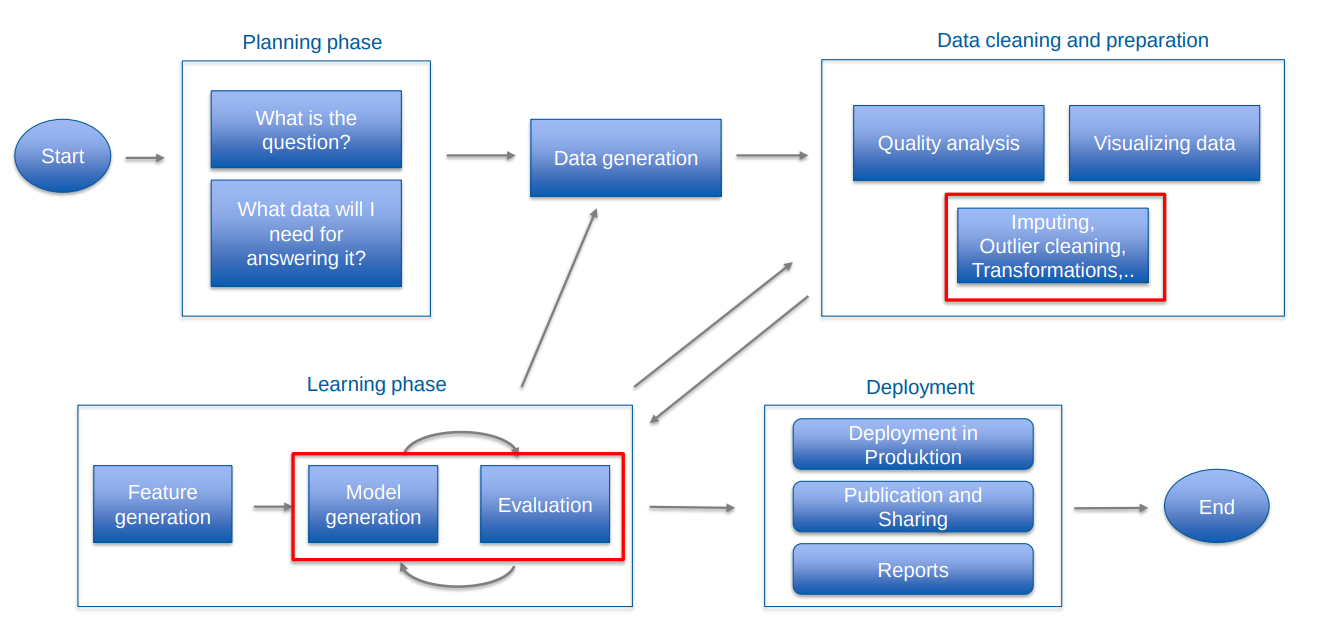 Planning phase
Data cleaning and preparation
Start
What is the
question?
What data will I
need for
answering it?
Data generation
Quality analysis
Visualizing data
Imputing,
Outlier cleaning,
Transformations,..
Learning phase
Feature
generation
Model
generation
Evaluation
Deployment
Deployment in
Produktion
Publication and
Sharing
Reports
End